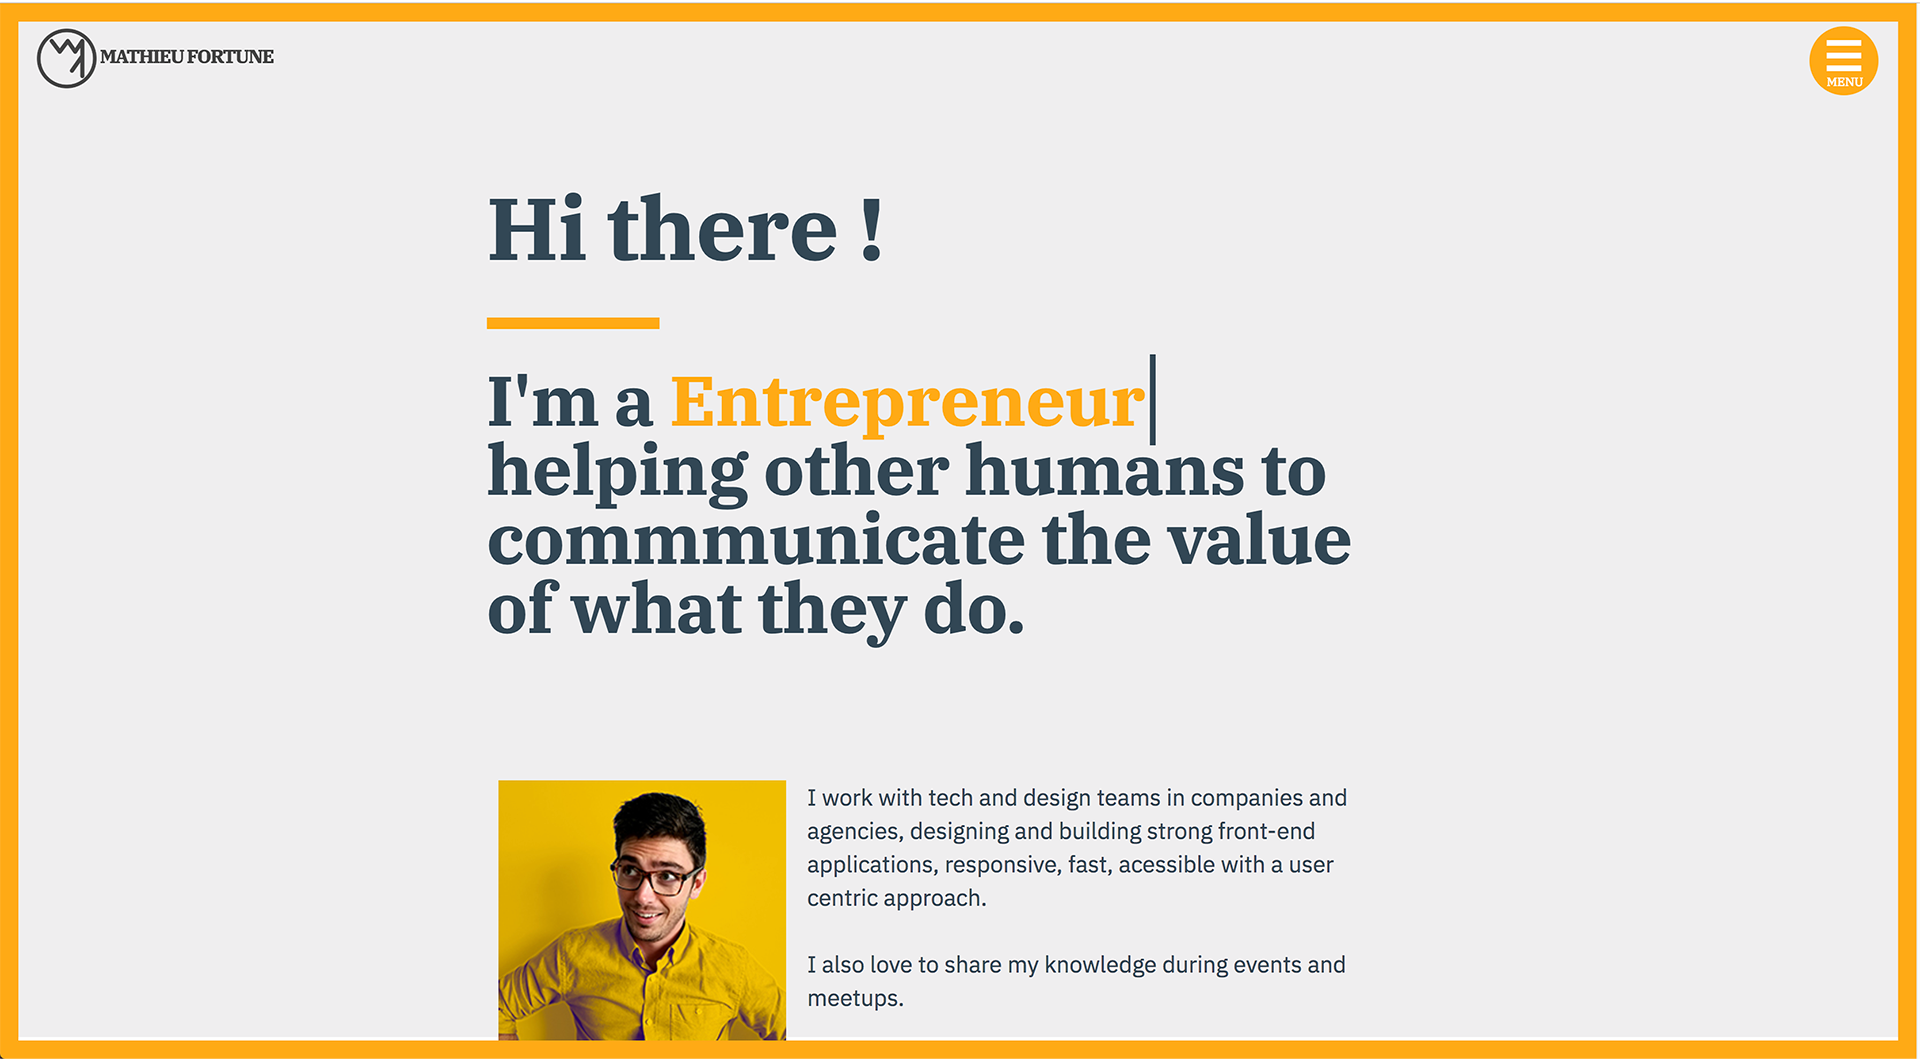 MATHIEU FORTUNE
MENU
Hi there !
I'm a Entrepreneur
helping other humans to
commmunicate the value
of what they do.
I work with tech and design teams in companies and
agencies, designing and building strong front-end
applications, responsive, fast, acessible with a user
centric approach.
I also love to share my knowledge during events and
meetups.